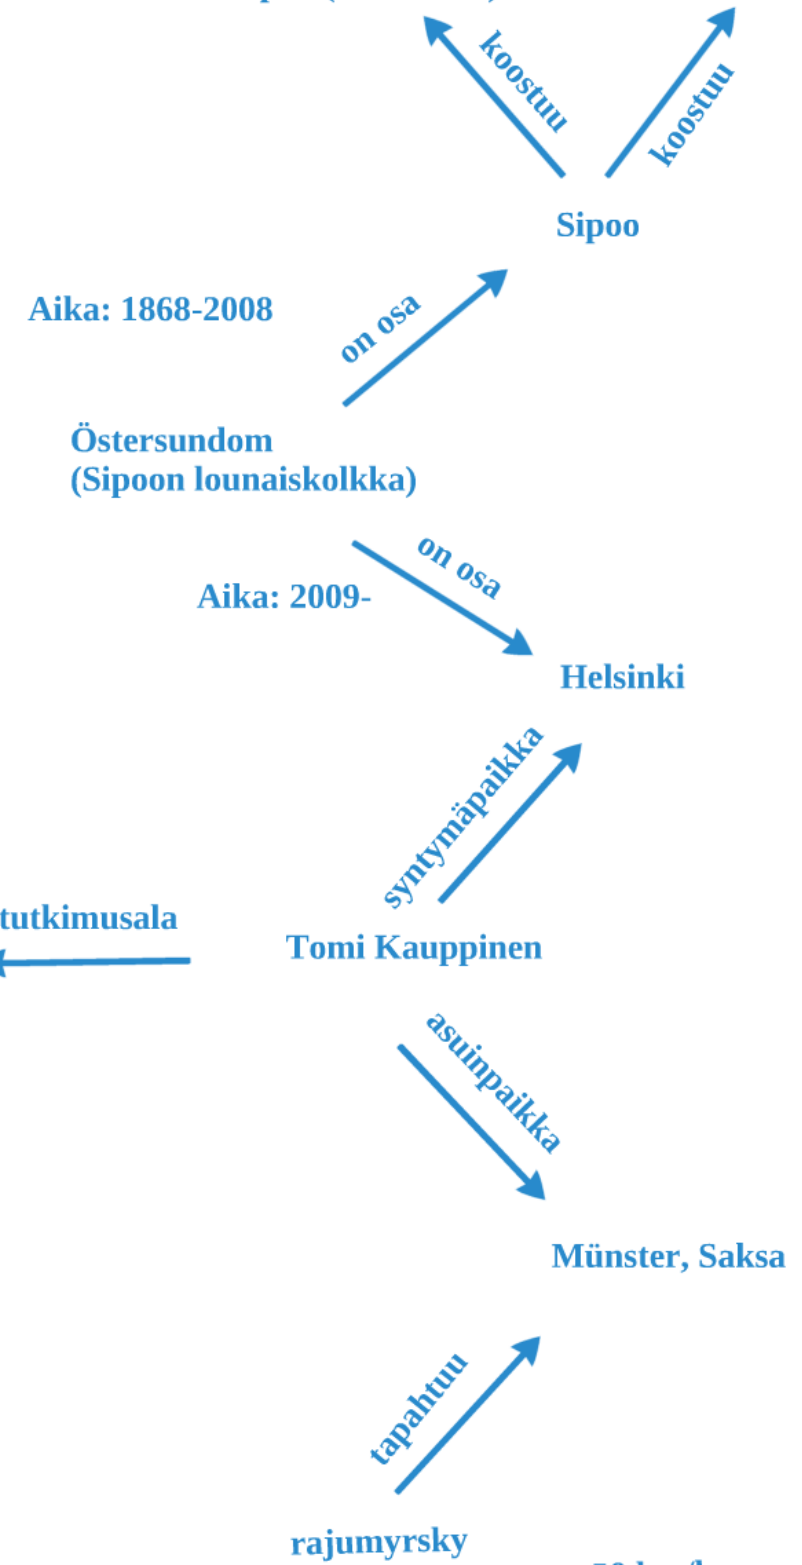 koostuu
koostuu
Sipoo
Aika: 1868-2008
on osa
Östersundom
(Sipoon lounaiskolkka)
on osa
Aika: 2009-
Helsinki
syntymäpaikka
tutkimusala
Tomi Kauppinen
asuinpaikka
Münster, Saksa
tapahtuu
rajumyrsky